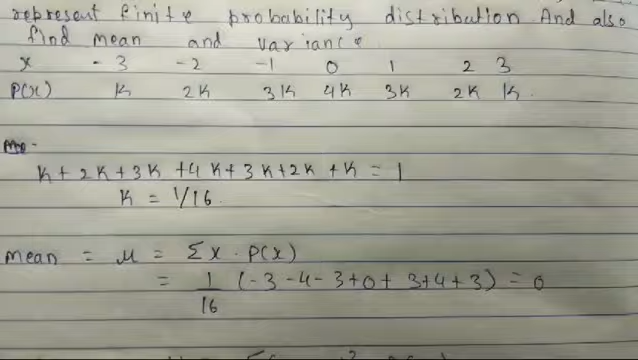 represent finite probability distribution. And also
find mean and variance
x -3 -2 -1 0 1 2 3
P(x) K 2K 3K 4K 3K 2K K.
K + 2K + 3K + 4K + 3K + 2K + K = 1
K = 1/16.
mean = μ = Σx · P(x)
= 1/16 (-3 -4 -3 +0 + 3+4+3) = 0